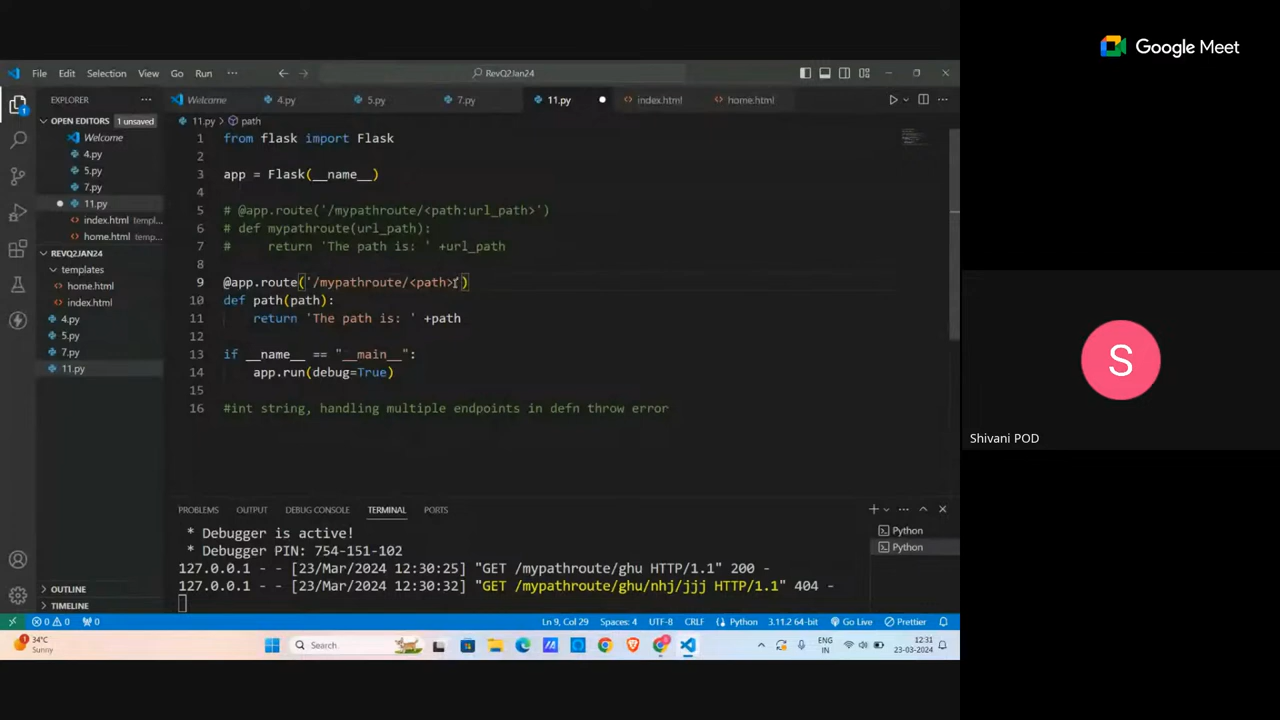 Google Meet
File Edit Selection View Go Run ... RevQ2Jan24
EXPLORER ... Welcome 4.py 5.py 7.py 11.py index.html home.html
OPEN EDITORS 1 unsaved
Welcome
4.py
5.py
7.py
11.py
index.html templ...
home.html temp...
REVQ2JAN24
templates
home.html
index.html
4.py
5.py
7.py
11.py
OUTLINE
TIMELINE
11.py > path
1 from flask import Flask
2
3 app = Flask(__name__)
4
5 # @app.route('/mypathroute/<path:url_path>')
6 # def mypathroute(url_path):
7 #     return 'The path is: ' +url_path
8
9 @app.route('/mypathroute/<path>')
10 def path(path):
11     return 'The path is: ' +path
12
13 if __name__ == "__main__":
14     app.run(debug=True)
15
16 #int string, handling multiple endpoints in defn throw error
PROBLEMS OUTPUT DEBUG CONSOLE TERMINAL PORTS
* Debugger is active!
* Debugger PIN: 754-151-102
127.0.0.1 - - [23/Mar/2024 12:30:25] "GET /mypathroute/ghu HTTP/1.1" 200 -
127.0.0.1 - - [23/Mar/2024 12:30:32] "GET /mypathroute/ghu/nhj/jjj HTTP/1.1" 404 -
Python
Python
0 0 0 Ln 9, Col 29 Spaces: 4 UTF-8 CRLF Python 3.11.2 64-bit Go Live Prettier
34°C
Sunny
1
Search
ENG
IN
12:31
23-03-2024
S
Shivani POD